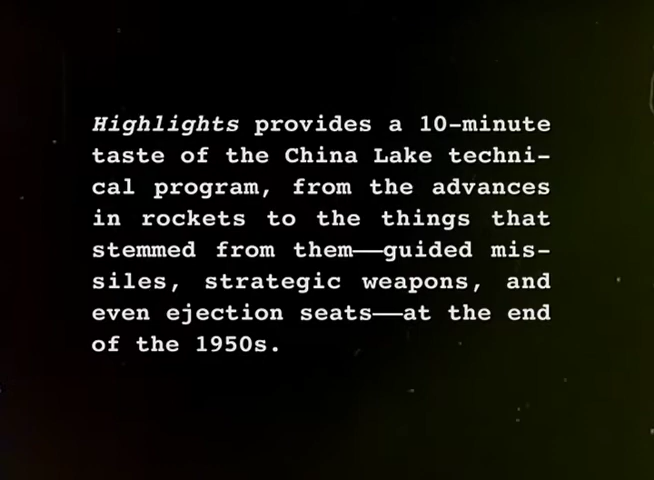 Highlights provides a 10-minute
taste of the China Lake techni-
cal program, from the advances
in rockets to the things that
stemmed from them——guided mis-
siles, strategic weapons, and
even ejection seats——at the end
of the 1950s.